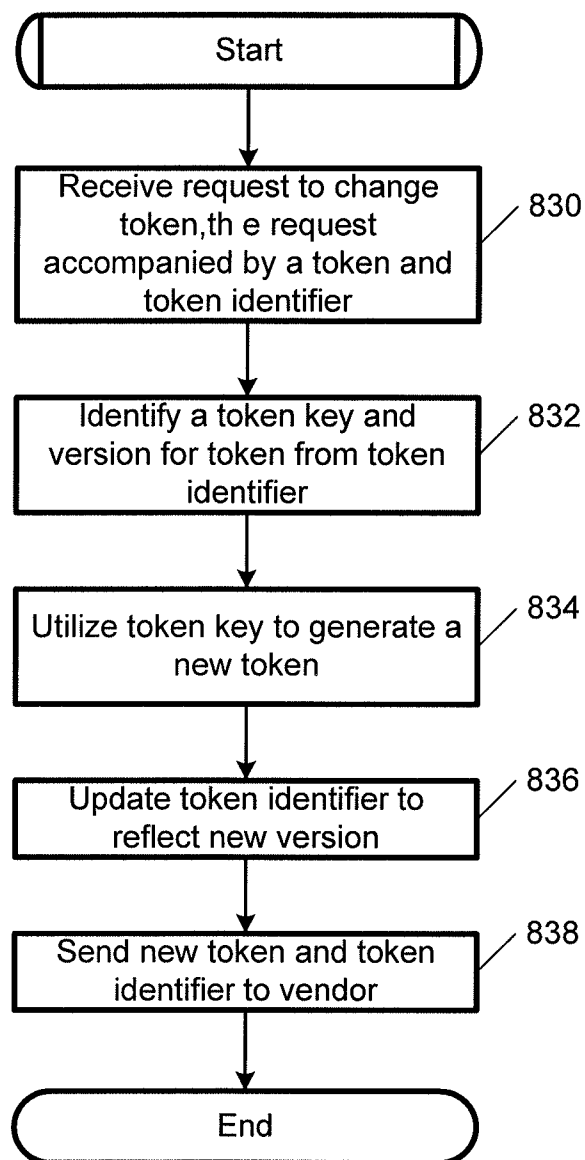 Start
Receive request to change
token,th e request
accompanied by a token and
token identifier
830
Identify a token key and
version for token from token
identifier
832
Utilize token key to generate a
new token
834
Update token identifier to
reflect new version
836
Send new token and token
identifier to vendor
838
End